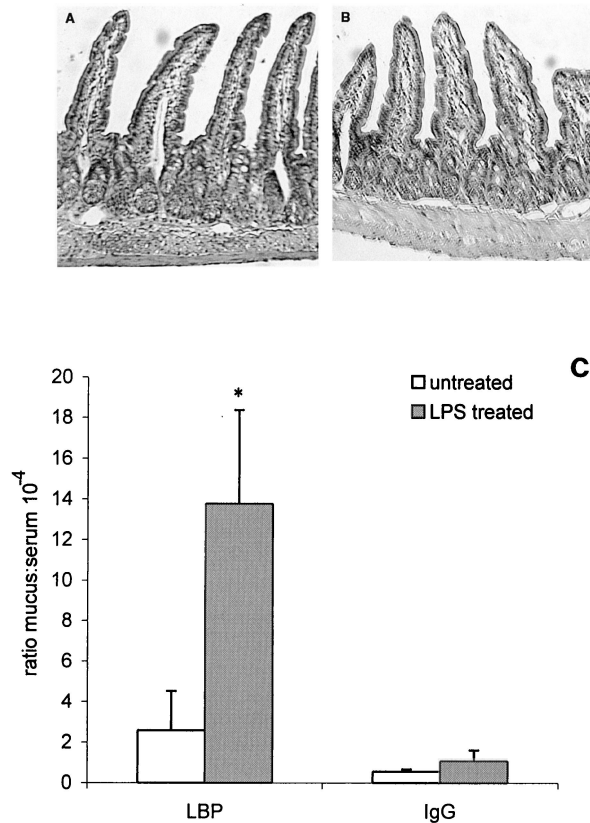 A
B
C
untreated
LPS treated
*
20
18
16
14
12
10
8
6
4
2
0
ratio mucus:serum 10⁻⁴
LBP
IgG